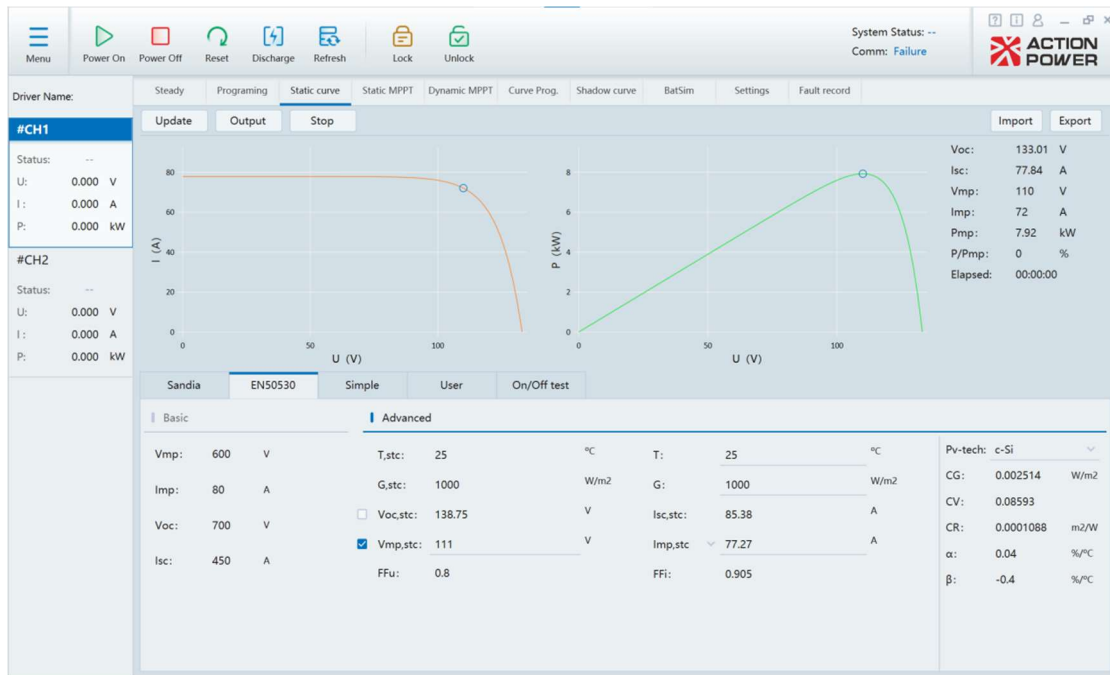 Menu
Power On
Power Off
Reset
Discharge
Refresh
Lock
Unlock
System Status: --
Comm: Failure
ACTION
POWER
Driver Name:
#CH1
Status: --
U: 0.000 V
I: 0.000 A
P: 0.000 kW
#CH2
Status: --
U: 0.000 V
I: 0.000 A
P: 0.000 kW
Steady Programing Static curve Static MPPT Dynamic MPPT Curve Prog. Shadow curve BatSim Settings Fault record
Update Output Stop Import Export
I (A)
80
60
40
20
0
0 50 100
U (V)
P (kW)
8
6
4
2
0
0 50 100
U (V)
Voc: 133.01 V
Isc: 77.84 A
Vmp: 110 V
Imp: 72 A
Pmp: 7.92 kW
P/Pmp: 0 %
Elapsed: 00:00:00
Sandia EN50530 Simple User On/Off test
Basic
Vmp: 600 V
Imp: 80 A
Voc: 700 V
Isc: 450 A
Advanced
T,stc: 25 ℃ T: 25 ℃
G,stc: 1000 W/m2 G: 1000 W/m2
Voc,stc: 138.75 V Isc,stc: 85.38 A
Vmp,stc: 111 V Imp,stc 77.27 A
FFu: 0.8 FFi: 0.905
Pv-tech: c-Si
CG: 0.002514 W/m2
CV: 0.08593
CR: 0.0001088 m2/W
α: 0.04 %/℃
β: -0.4 %/℃